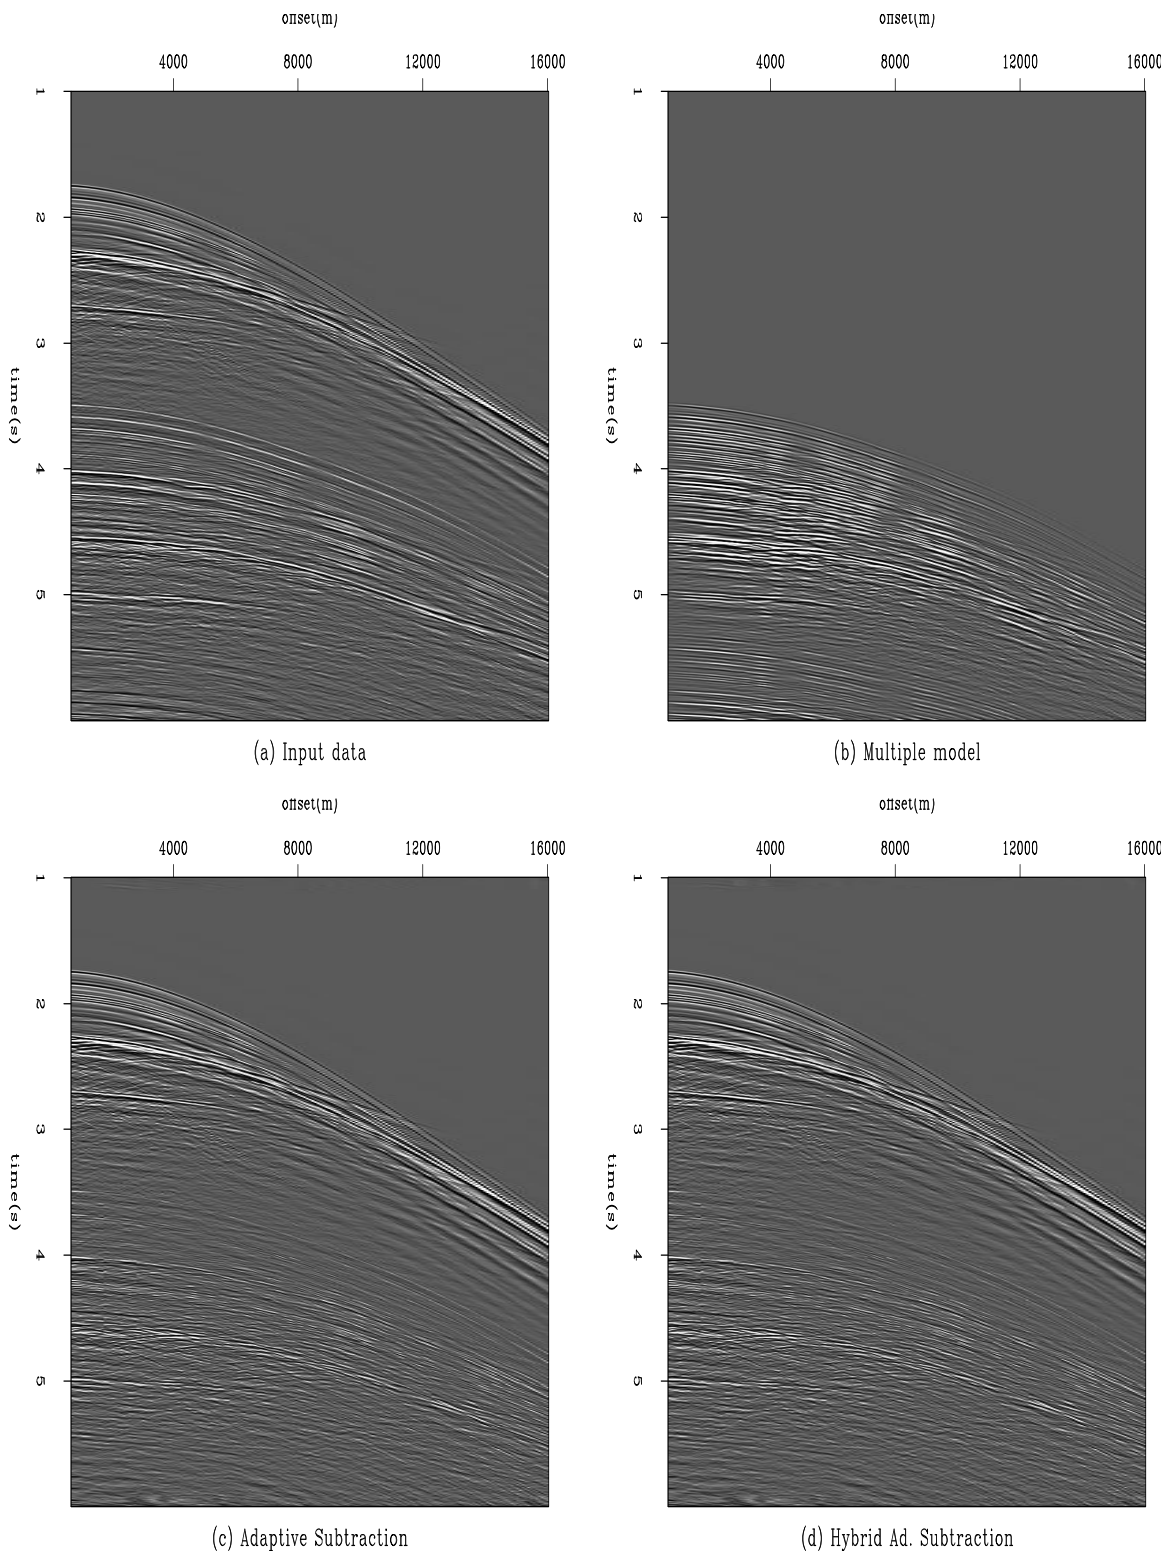 offset(m) offset(m)
4000 8000 12000 16000 4000 8000 12000 16000
1 1
2 2
3 3
4 4
5 5
time(s) time(s)
(a) Input data (b) Multiple model
offset(m) offset(m)
4000 8000 12000 16000 4000 8000 12000 16000
1 1
2 2
3 3
4 4
5 5
time(s) time(s)
(c) Adaptive Subtraction (d) Hybrid Ad. Subtraction